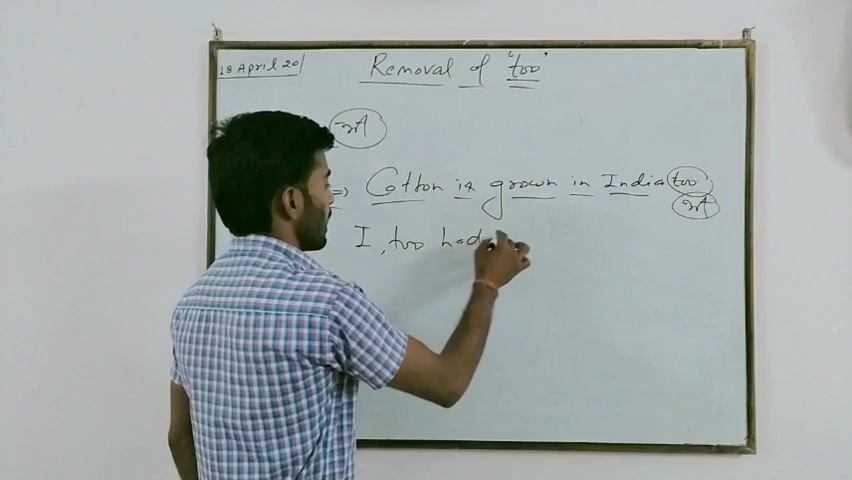 18 April 20
Removal of 'too'
भी
=> Cotton is grown in India too
भी
I, too had